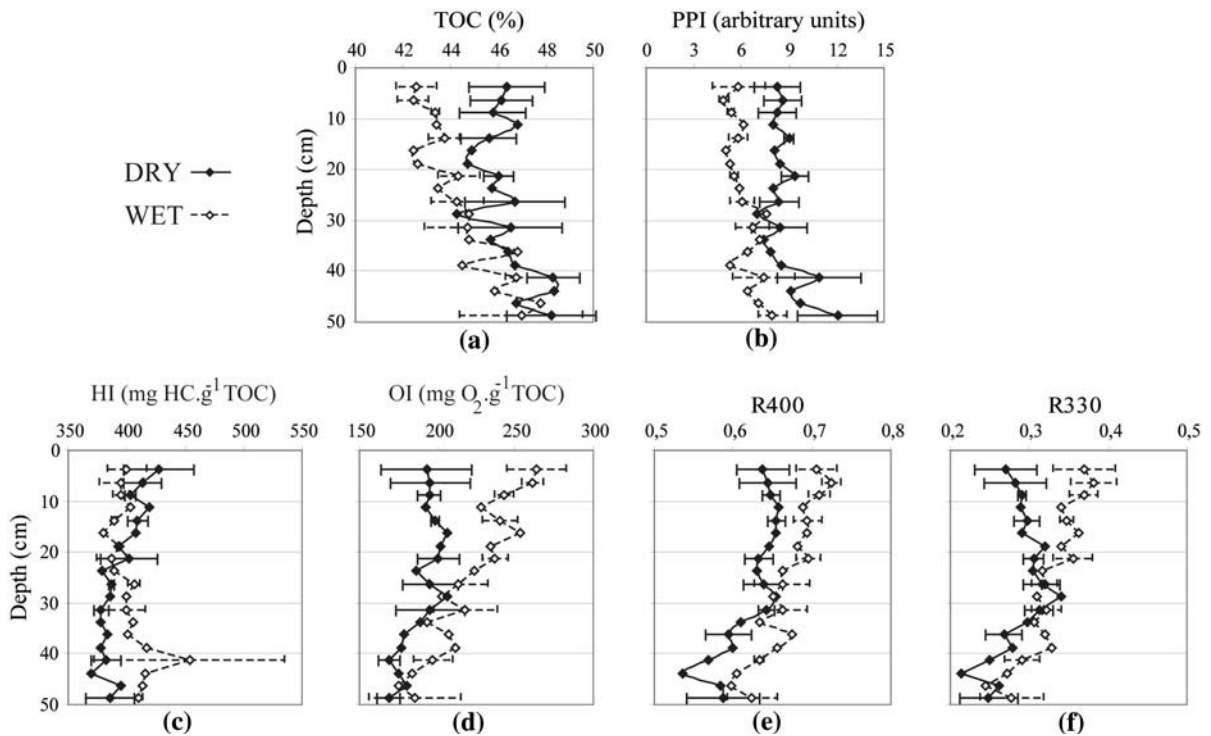 TOC (%) PPI (arbitrary units)
40 42 44 46 48 50 0 3 6 9 12 15
0
10
20
30
40
50
Depth (cm)
DRY
WET
(a) (b)
HI (mg HC.g⁻¹ TOC) OI (mg O₂.g⁻¹ TOC) R400 R330
350 400 450 500 550 150 200 250 300 0,5 0,6 0,7 0,8 0,2 0,3 0,4 0,5
0
10
20
30
40
50
Depth (cm)
(c) (d) (e) (f)